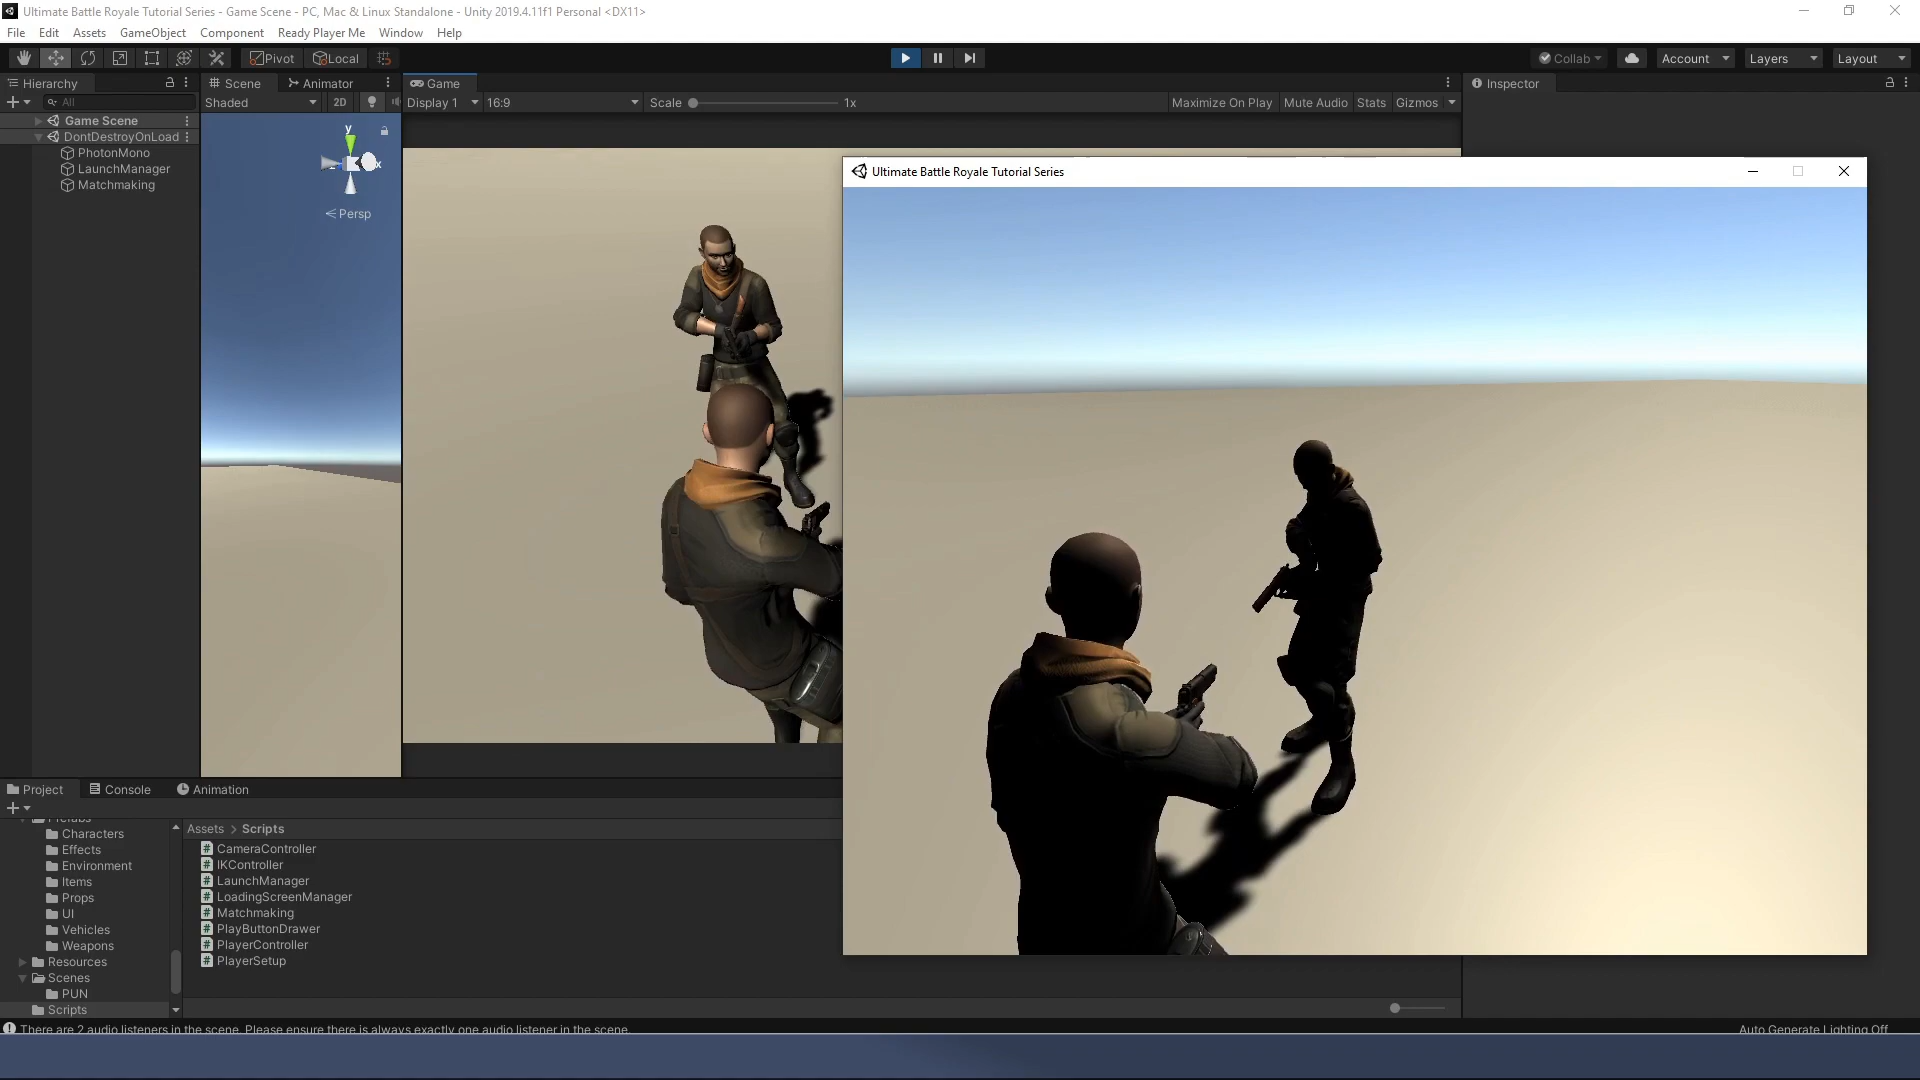 Ultimate Battle Royale Tutorial Series - Game Scene - PC, Mac & Linux Standalone - Unity 2019.4.11f1 Personal <DX11>
File Edit Assets GameObject Component Ready Player Me Window Help
Pivot Local Collab Account Layers Layout
Hierarchy Scene Animator Game Inspector
All Shaded 2D Display 1 16:9 Scale 1x Maximize On Play Mute Audio Stats Gizmos
Game Scene
DontDestroyOnLoad
PhotonMono
LaunchManager
Matchmaking
y
x
Persp
Ultimate Battle Royale Tutorial Series
Project Console Animation
Prefabs
Characters
Effects
Environment
Items
Props
UI
Vehicles
Weapons
Resources
Scenes
PUN
Scripts
Assets > Scripts
CameraController
IKController
LaunchManager
LoadingScreenManager
Matchmaking
PlayButtonDrawer
PlayerController
PlayerSetup
There are 2 audio listeners in the scene. Please ensure there is always exactly one audio listener in the scene.
Auto Generate Lighting Off